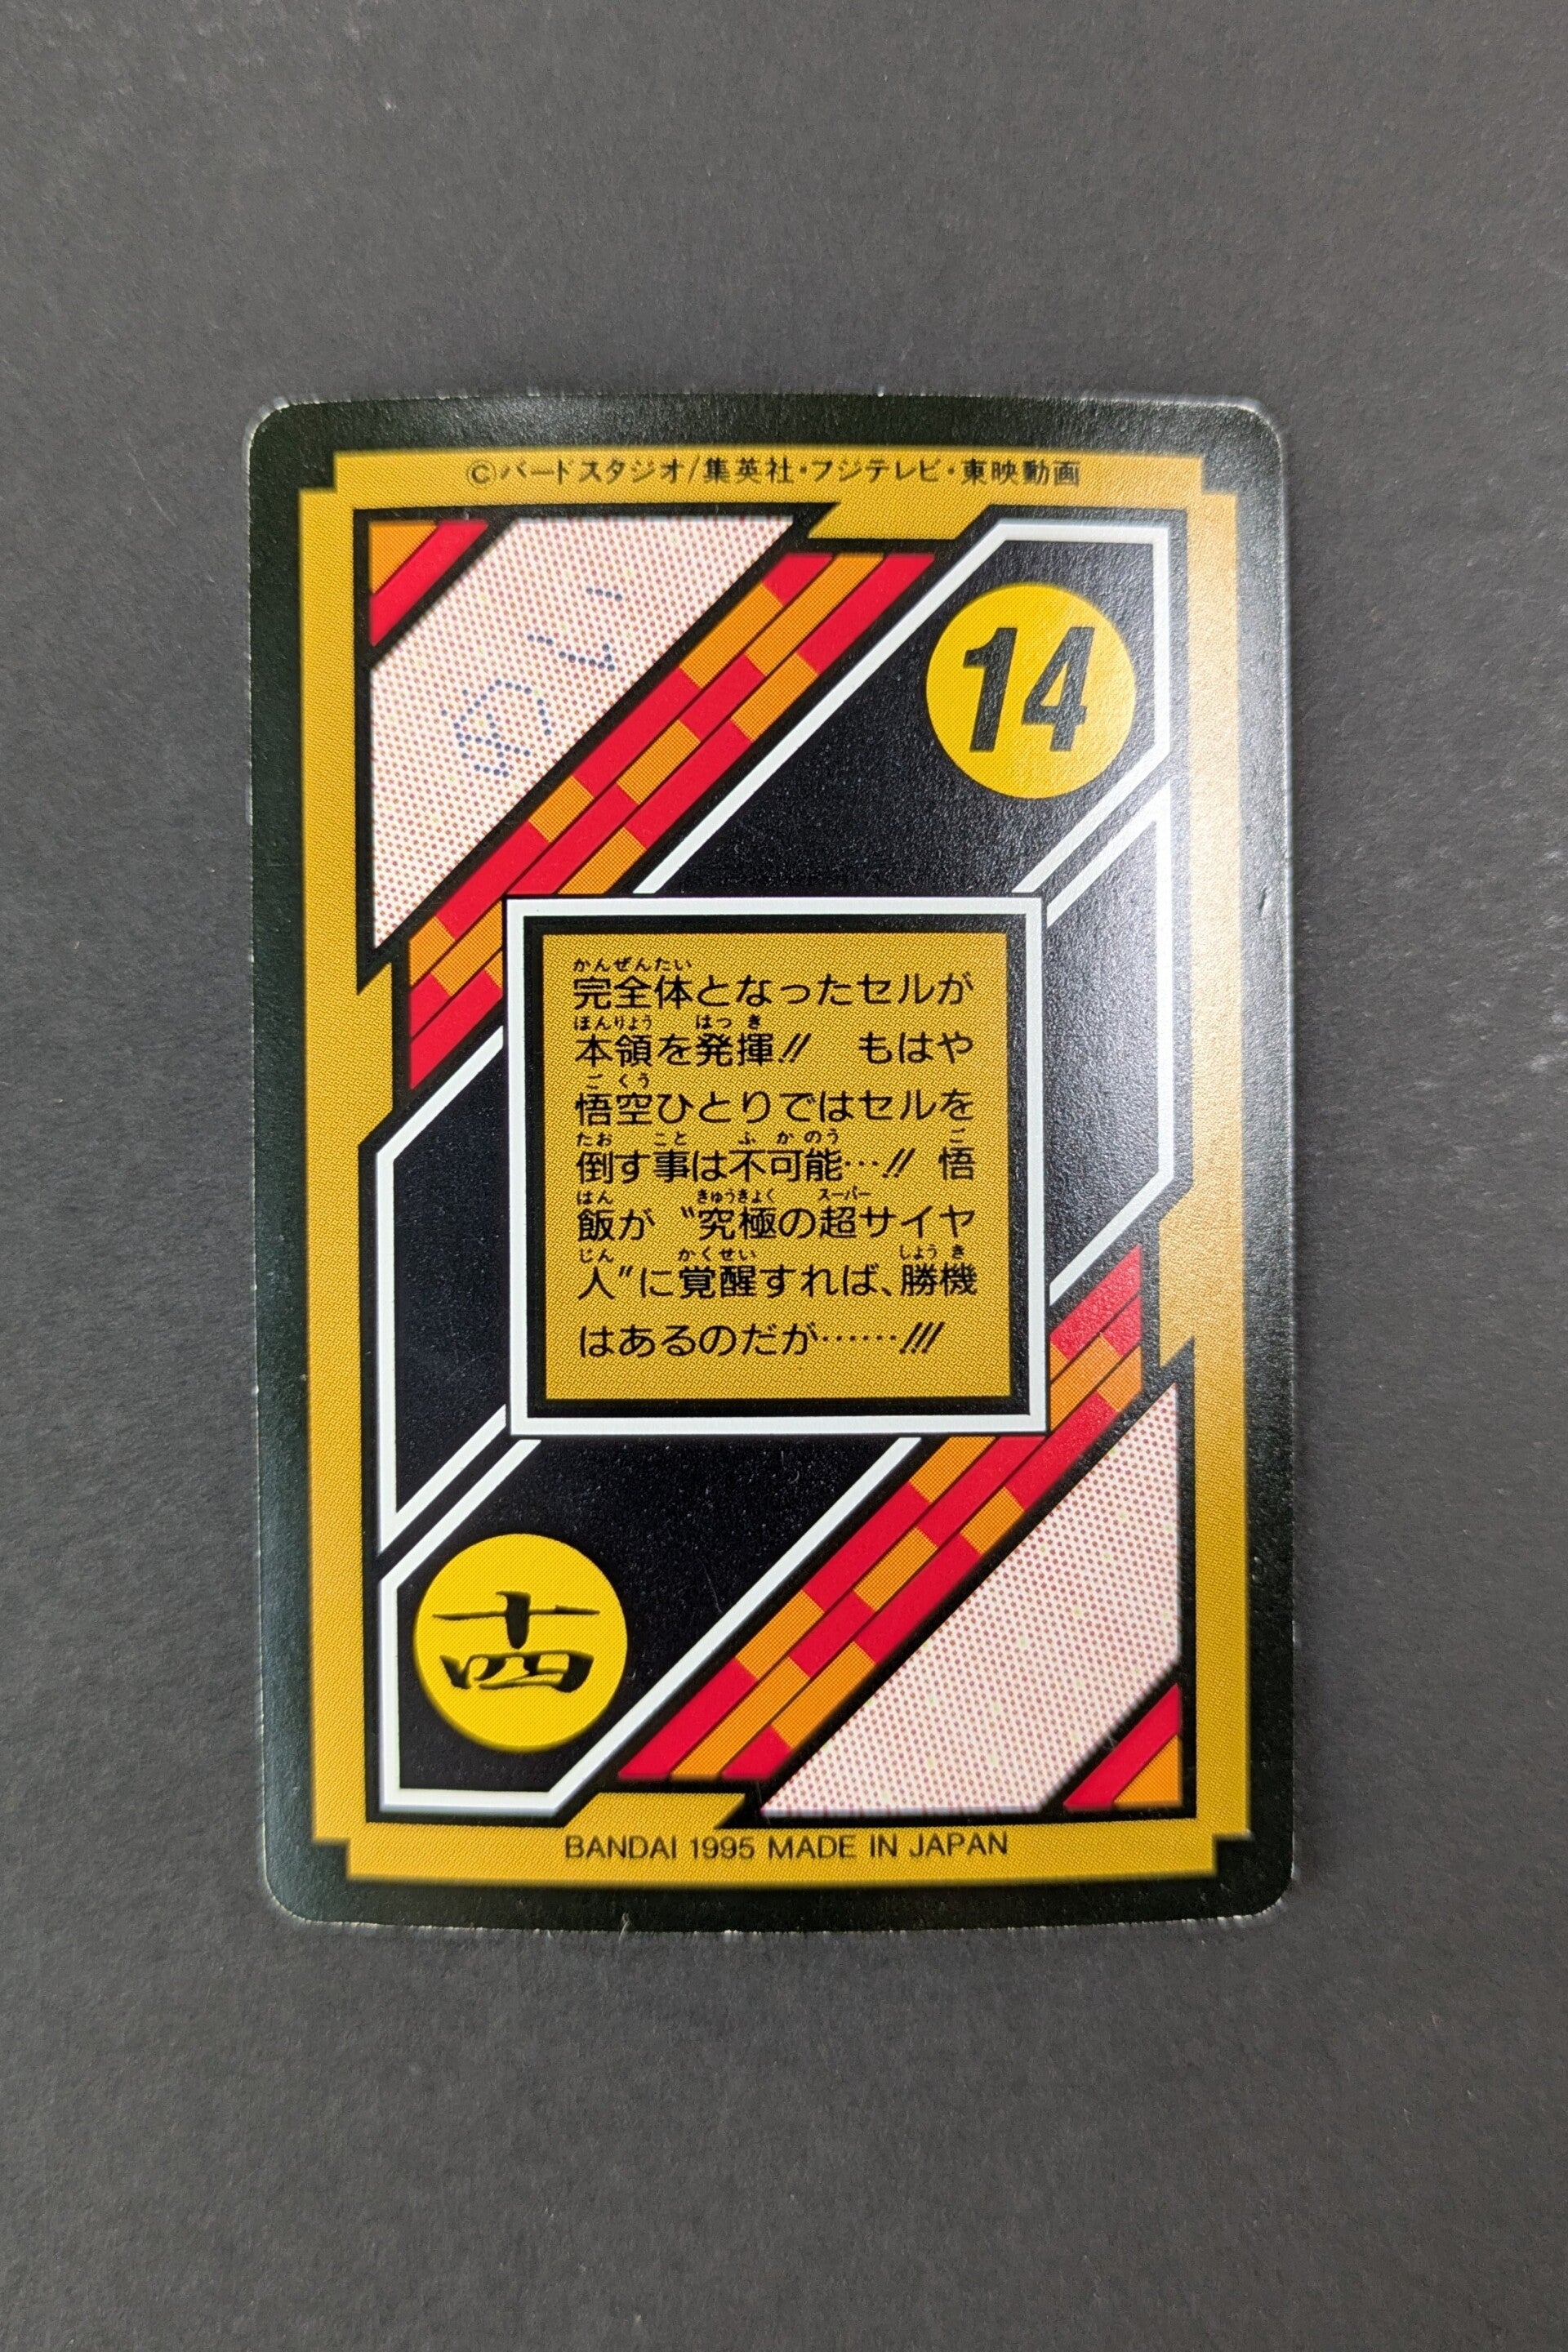 ©バードスタジオ/集英社・フジテレビ・東映動画
14
かんぜんたい
完全体となったセルが
ほんりょう はっき
本領を発揮!! もはや
ごくう
悟空ひとりではセルを
たお こと ふかのう ご
倒す事は不可能…!! 悟
はん きゅうきょく スーパー
飯が〝究極の超サイヤ
じん かくせい しょうき
人〟に覚醒すれば、勝機
はあるのだが……!!!
十四
BANDAI 1995 MADE IN JAPAN